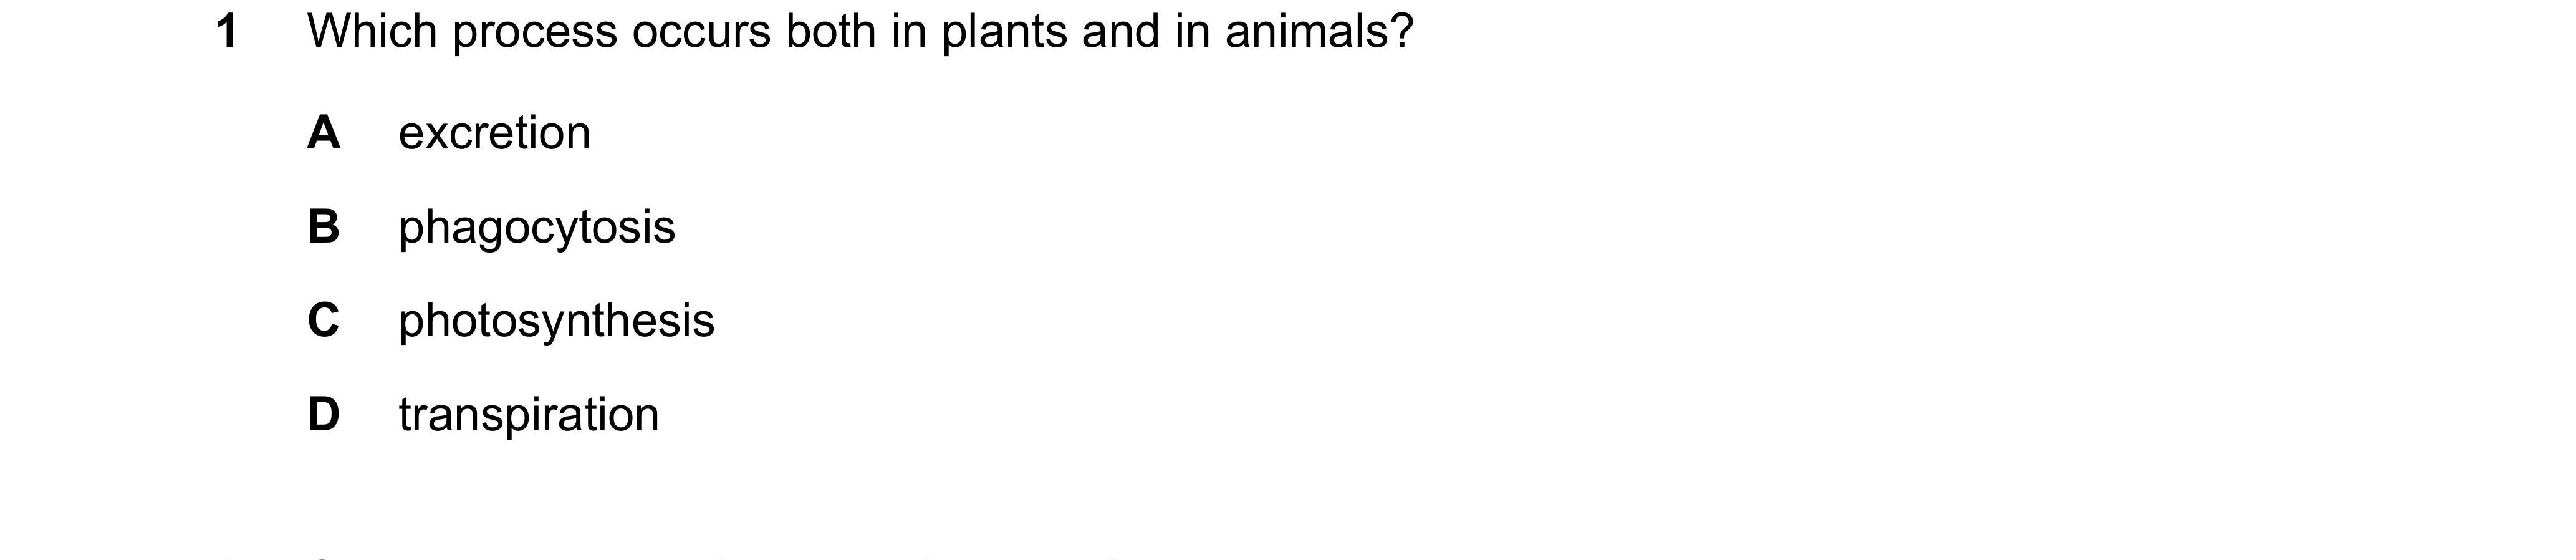 1 Which process occurs both in plants and in animals?
A excretion
B phagocytosis
C photosynthesis
D transpiration